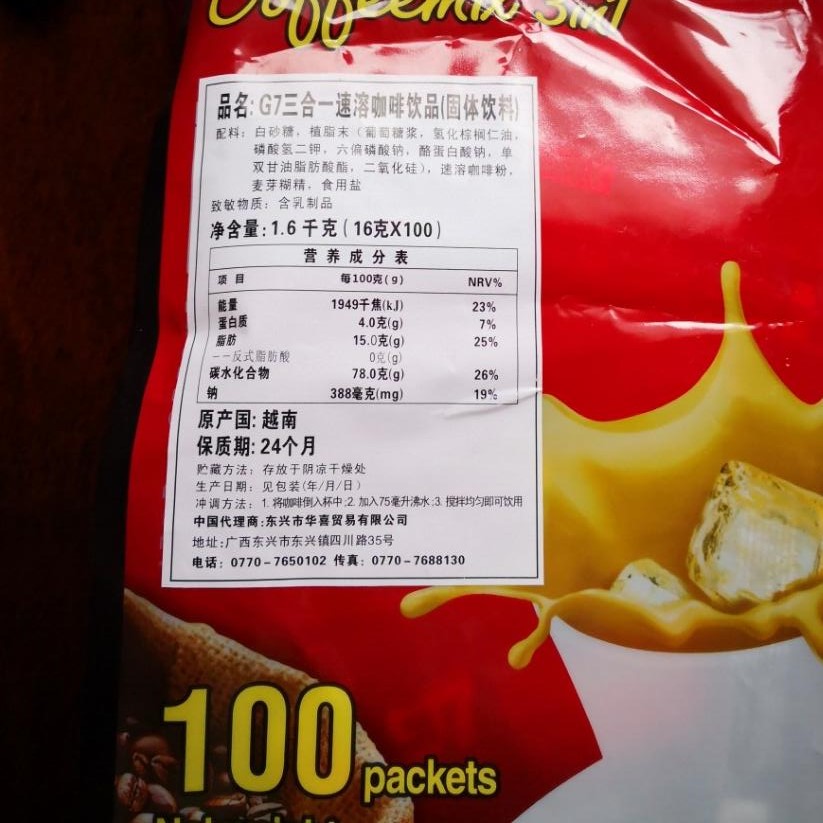 Coffeemix 3in1
品名: G7三合一速溶咖啡饮品(固体饮料)
配料: 白砂糖, 植脂末 (葡萄糖浆, 氢化棕榈仁油,
磷酸氢二钾, 六偏磷酸钠, 酪蛋白酸钠, 单
双甘油脂肪酸酯, 二氧化硅), 速溶咖啡粉,
麦芽糊精, 食用盐
致敏物质: 含乳制品
净含量: 1.6 千克 ( 16克X100 )
营 养 成 分 表
项 目 每100克(g) NRV%
能量 1949千焦(kJ) 23%
蛋白质 4.0克(g) 7%
脂肪 15.0克(g) 25%
--反式脂肪酸 0克(g)
碳水化合物 78.0克(g) 26%
钠 388毫克(mg) 19%
原产国: 越南
保质期: 24个月
贮藏方法: 存放于阴凉干燥处
生产日期: 见包装(年/月/日)
冲调方法: 1. 将咖啡倒入杯中;2. 加入75毫升沸水;3. 搅拌均匀即可饮用
中国代理商:东兴市华喜贸易有限公司
地址:广西东兴市东兴镇四川路35号
电话: 0770-7650102 传真: 0770-7688130
100 packets